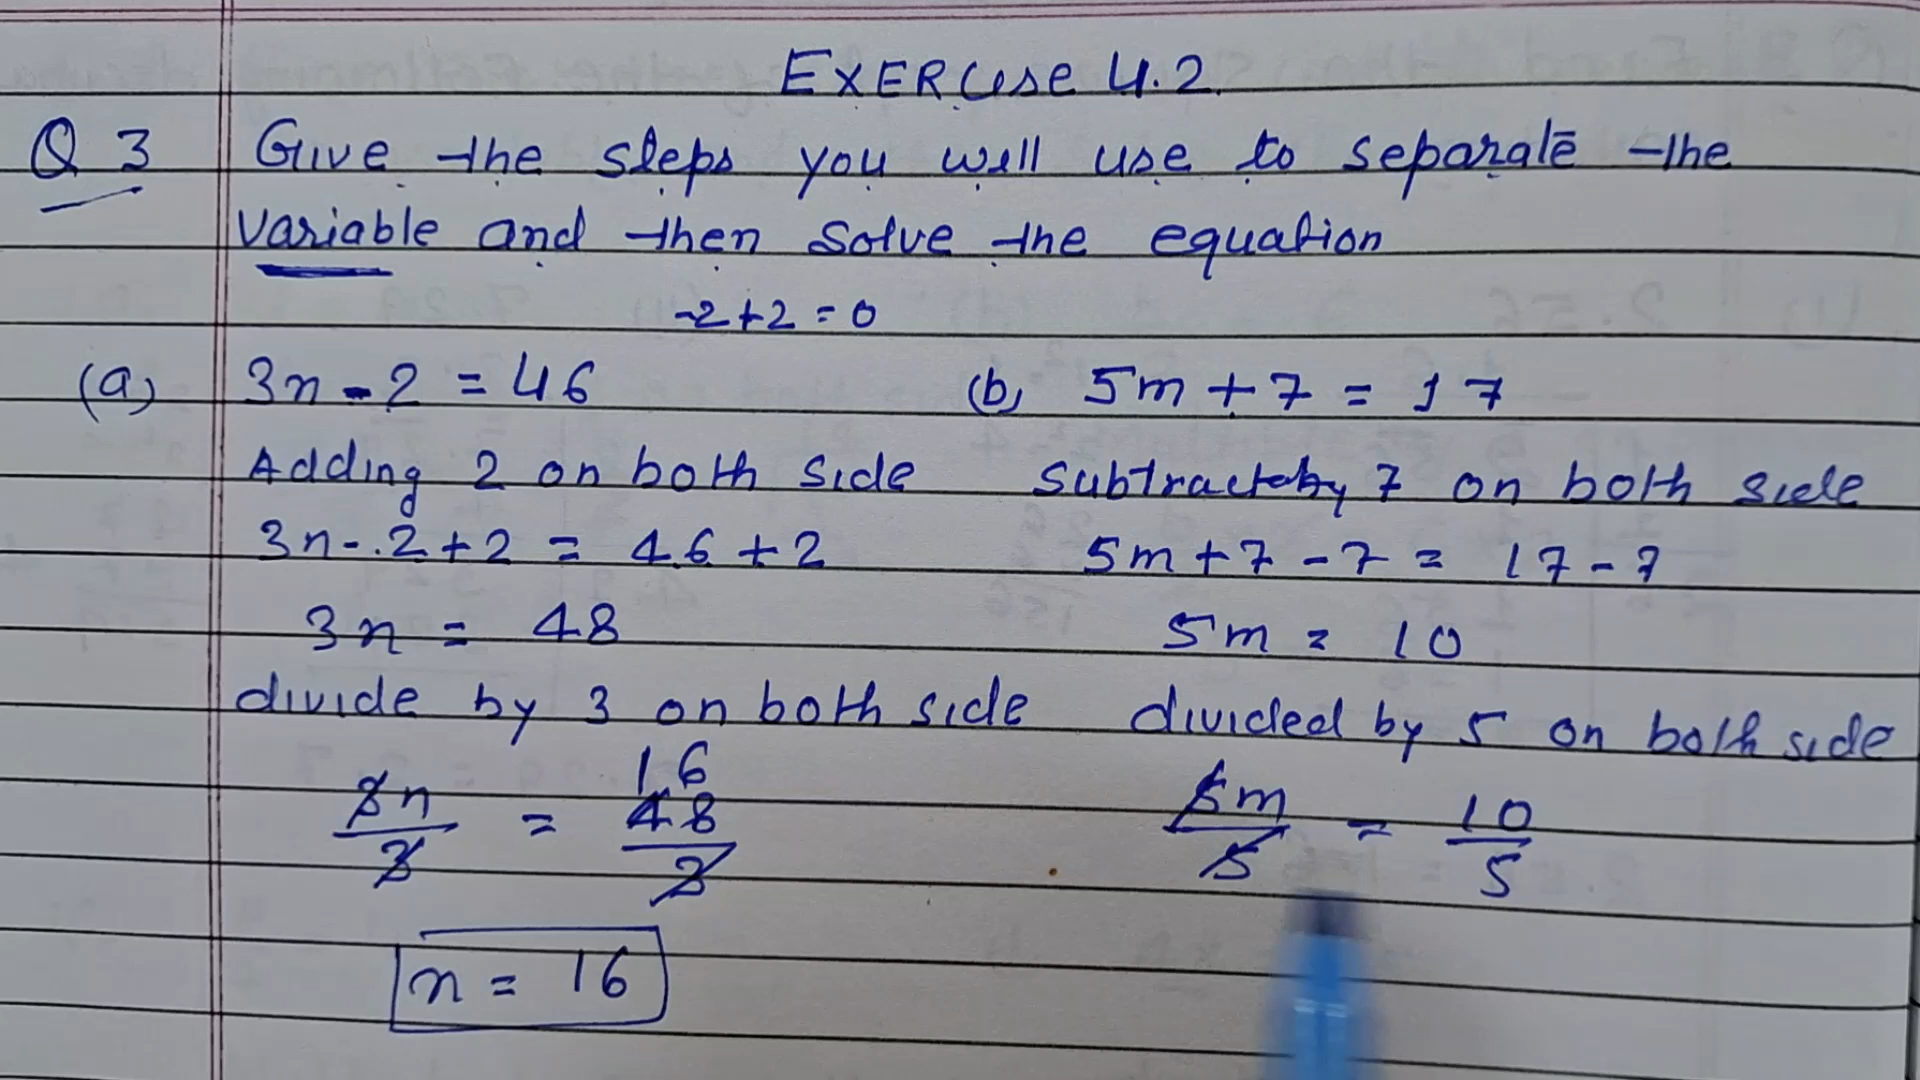 EXERCISE 4.2
Q 3 Give the steps you will use to separate the
variable and then solve the equation
-2+2=0
(a) 3n-2=46
Adding 2 on both side
3n-2+2 = 46+2
3n = 48
divide by 3 on both side
16
3n/3 = 48/3
n = 16
(b) 5m+7=17
Subtracteby 7 on both side
5m+7-7 = 17-7
5m = 10
divided by 5 on both side
5m/5 = 10/5